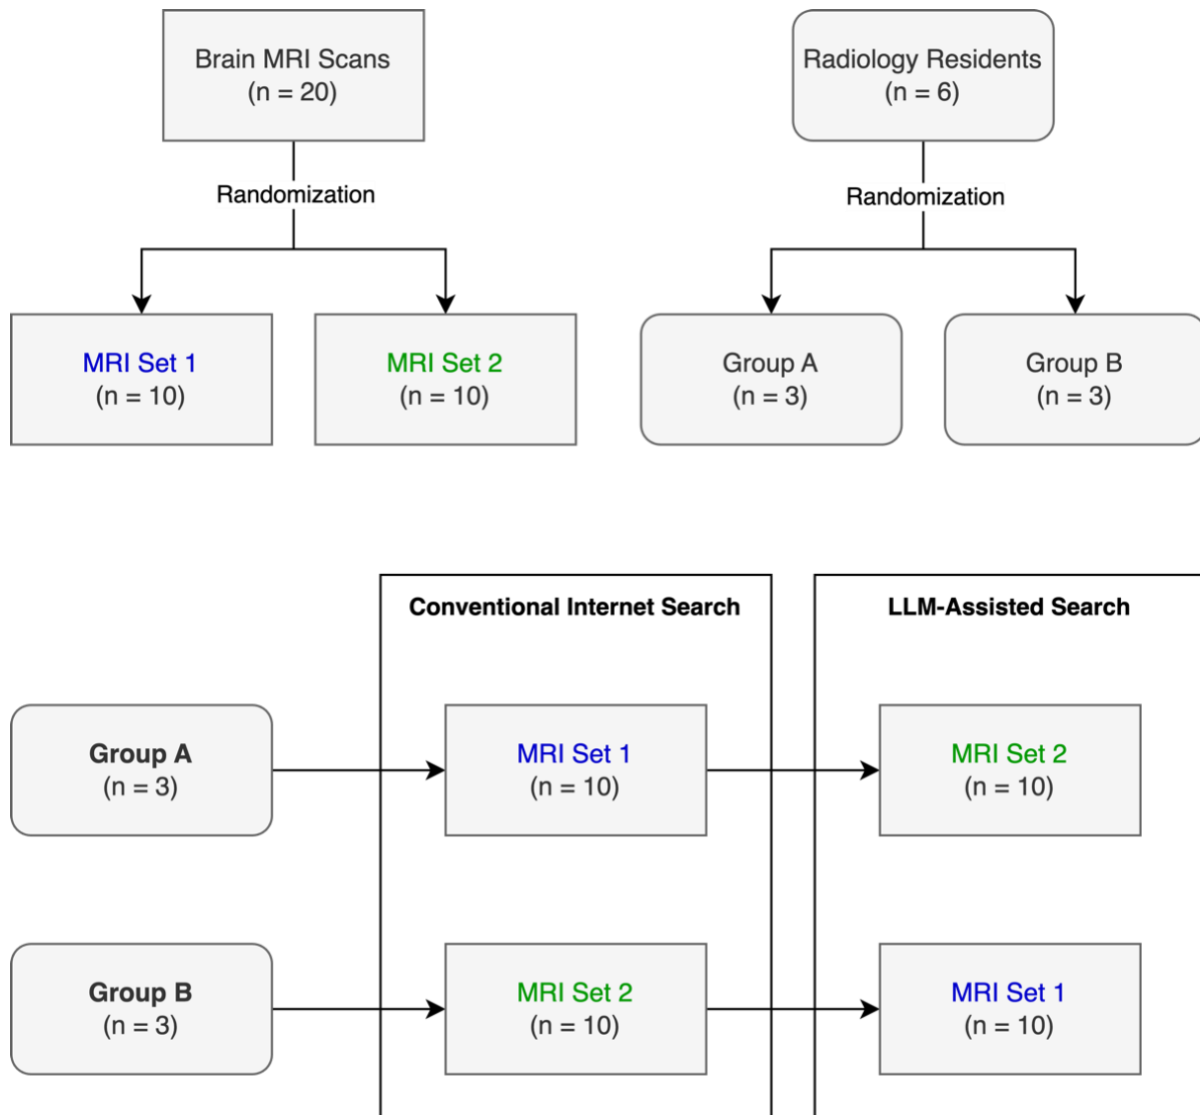 Brain MRI Scans
(n = 20)
Radiology Residents
(n = 6)
Randomization
Randomization
MRI Set 1
(n = 10)
MRI Set 2
(n = 10)
Group A
(n = 3)
Group B
(n = 3)
Conventional Internet Search
LLM-Assisted Search
Group A
(n = 3)
MRI Set 1
(n = 10)
MRI Set 2
(n = 10)
Group B
(n = 3)
MRI Set 2
(n = 10)
MRI Set 1
(n = 10)